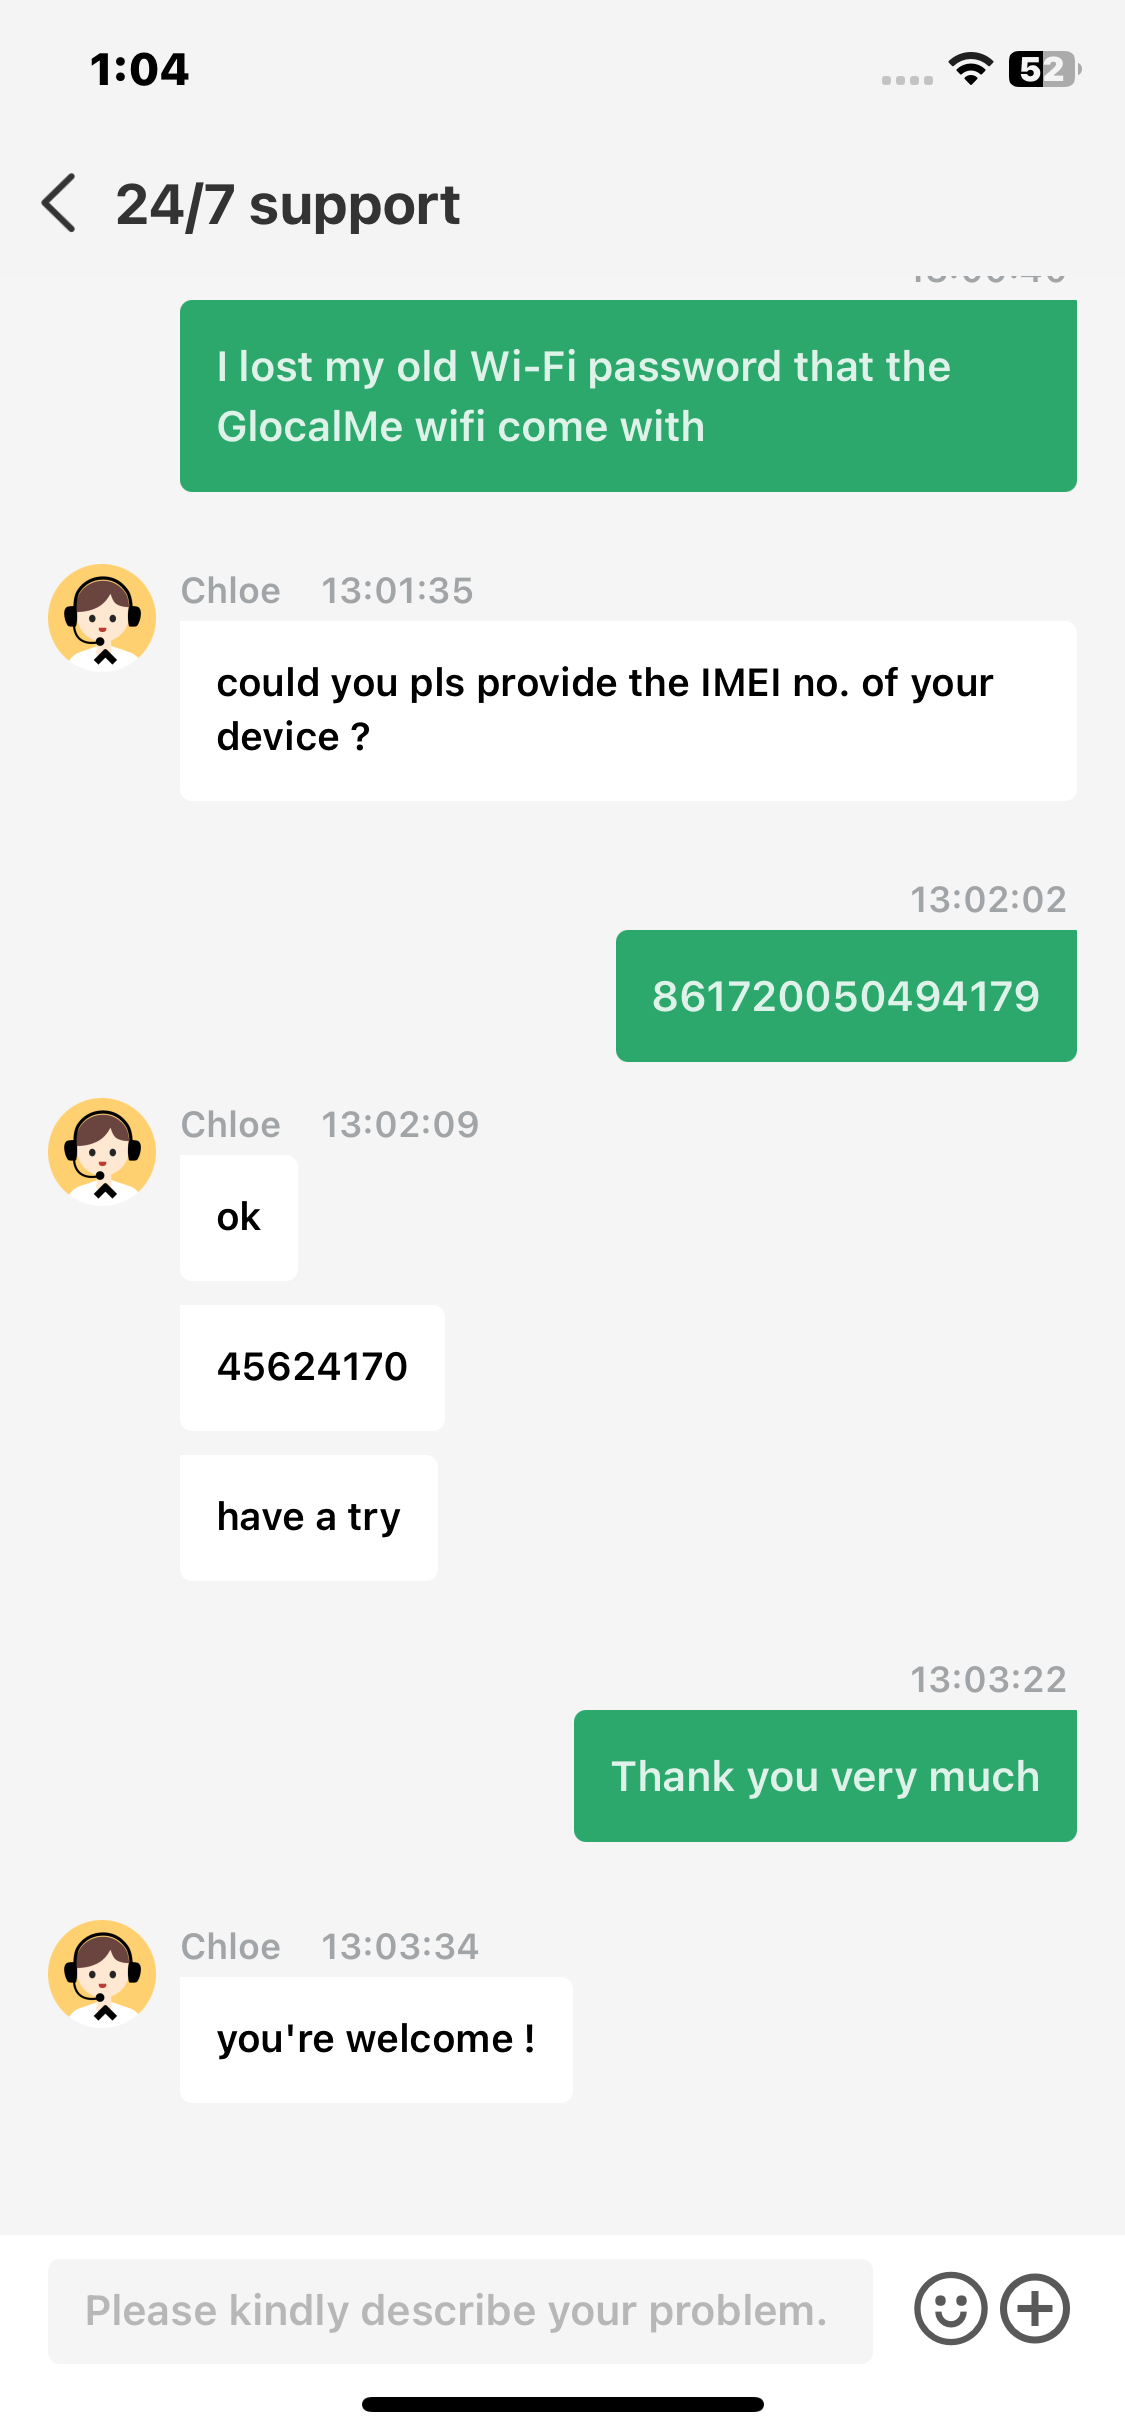 1:04
52
24/7 support
I lost my old Wi-Fi password that the
GlocalMe wifi come with
Chloe 13:01:35
could you pls provide the IMEI no. of your
device ?
13:02:02
861720050494179
Chloe 13:02:09
ok
45624170
have a try
13:03:22
Thank you very much
Chloe 13:03:34
you're welcome !
Please kindly describe your problem.